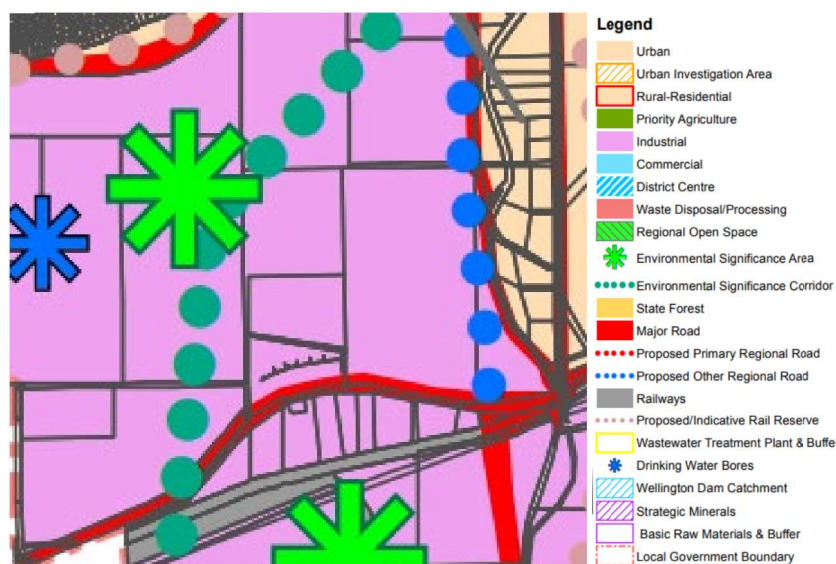 Legend
Urban
Urban Investigation Area
Rural-Residential
Priority Agriculture
Industrial
Commercial
District Centre
Waste Disposal/Processing
Regional Open Space
Environmental Significance Area
Environmental Significance Corridor
State Forest
Major Road
Proposed Primary Regional Road
Proposed Other Regional Road
Railways
Proposed/Indicative Rail Reserve
Wastewater Treatment Plant & Buffe
Drinking Water Bores
Wellington Dam Catchment
Strategic Minerals
Basic Raw Materials & Buffer
Local Government Boundary